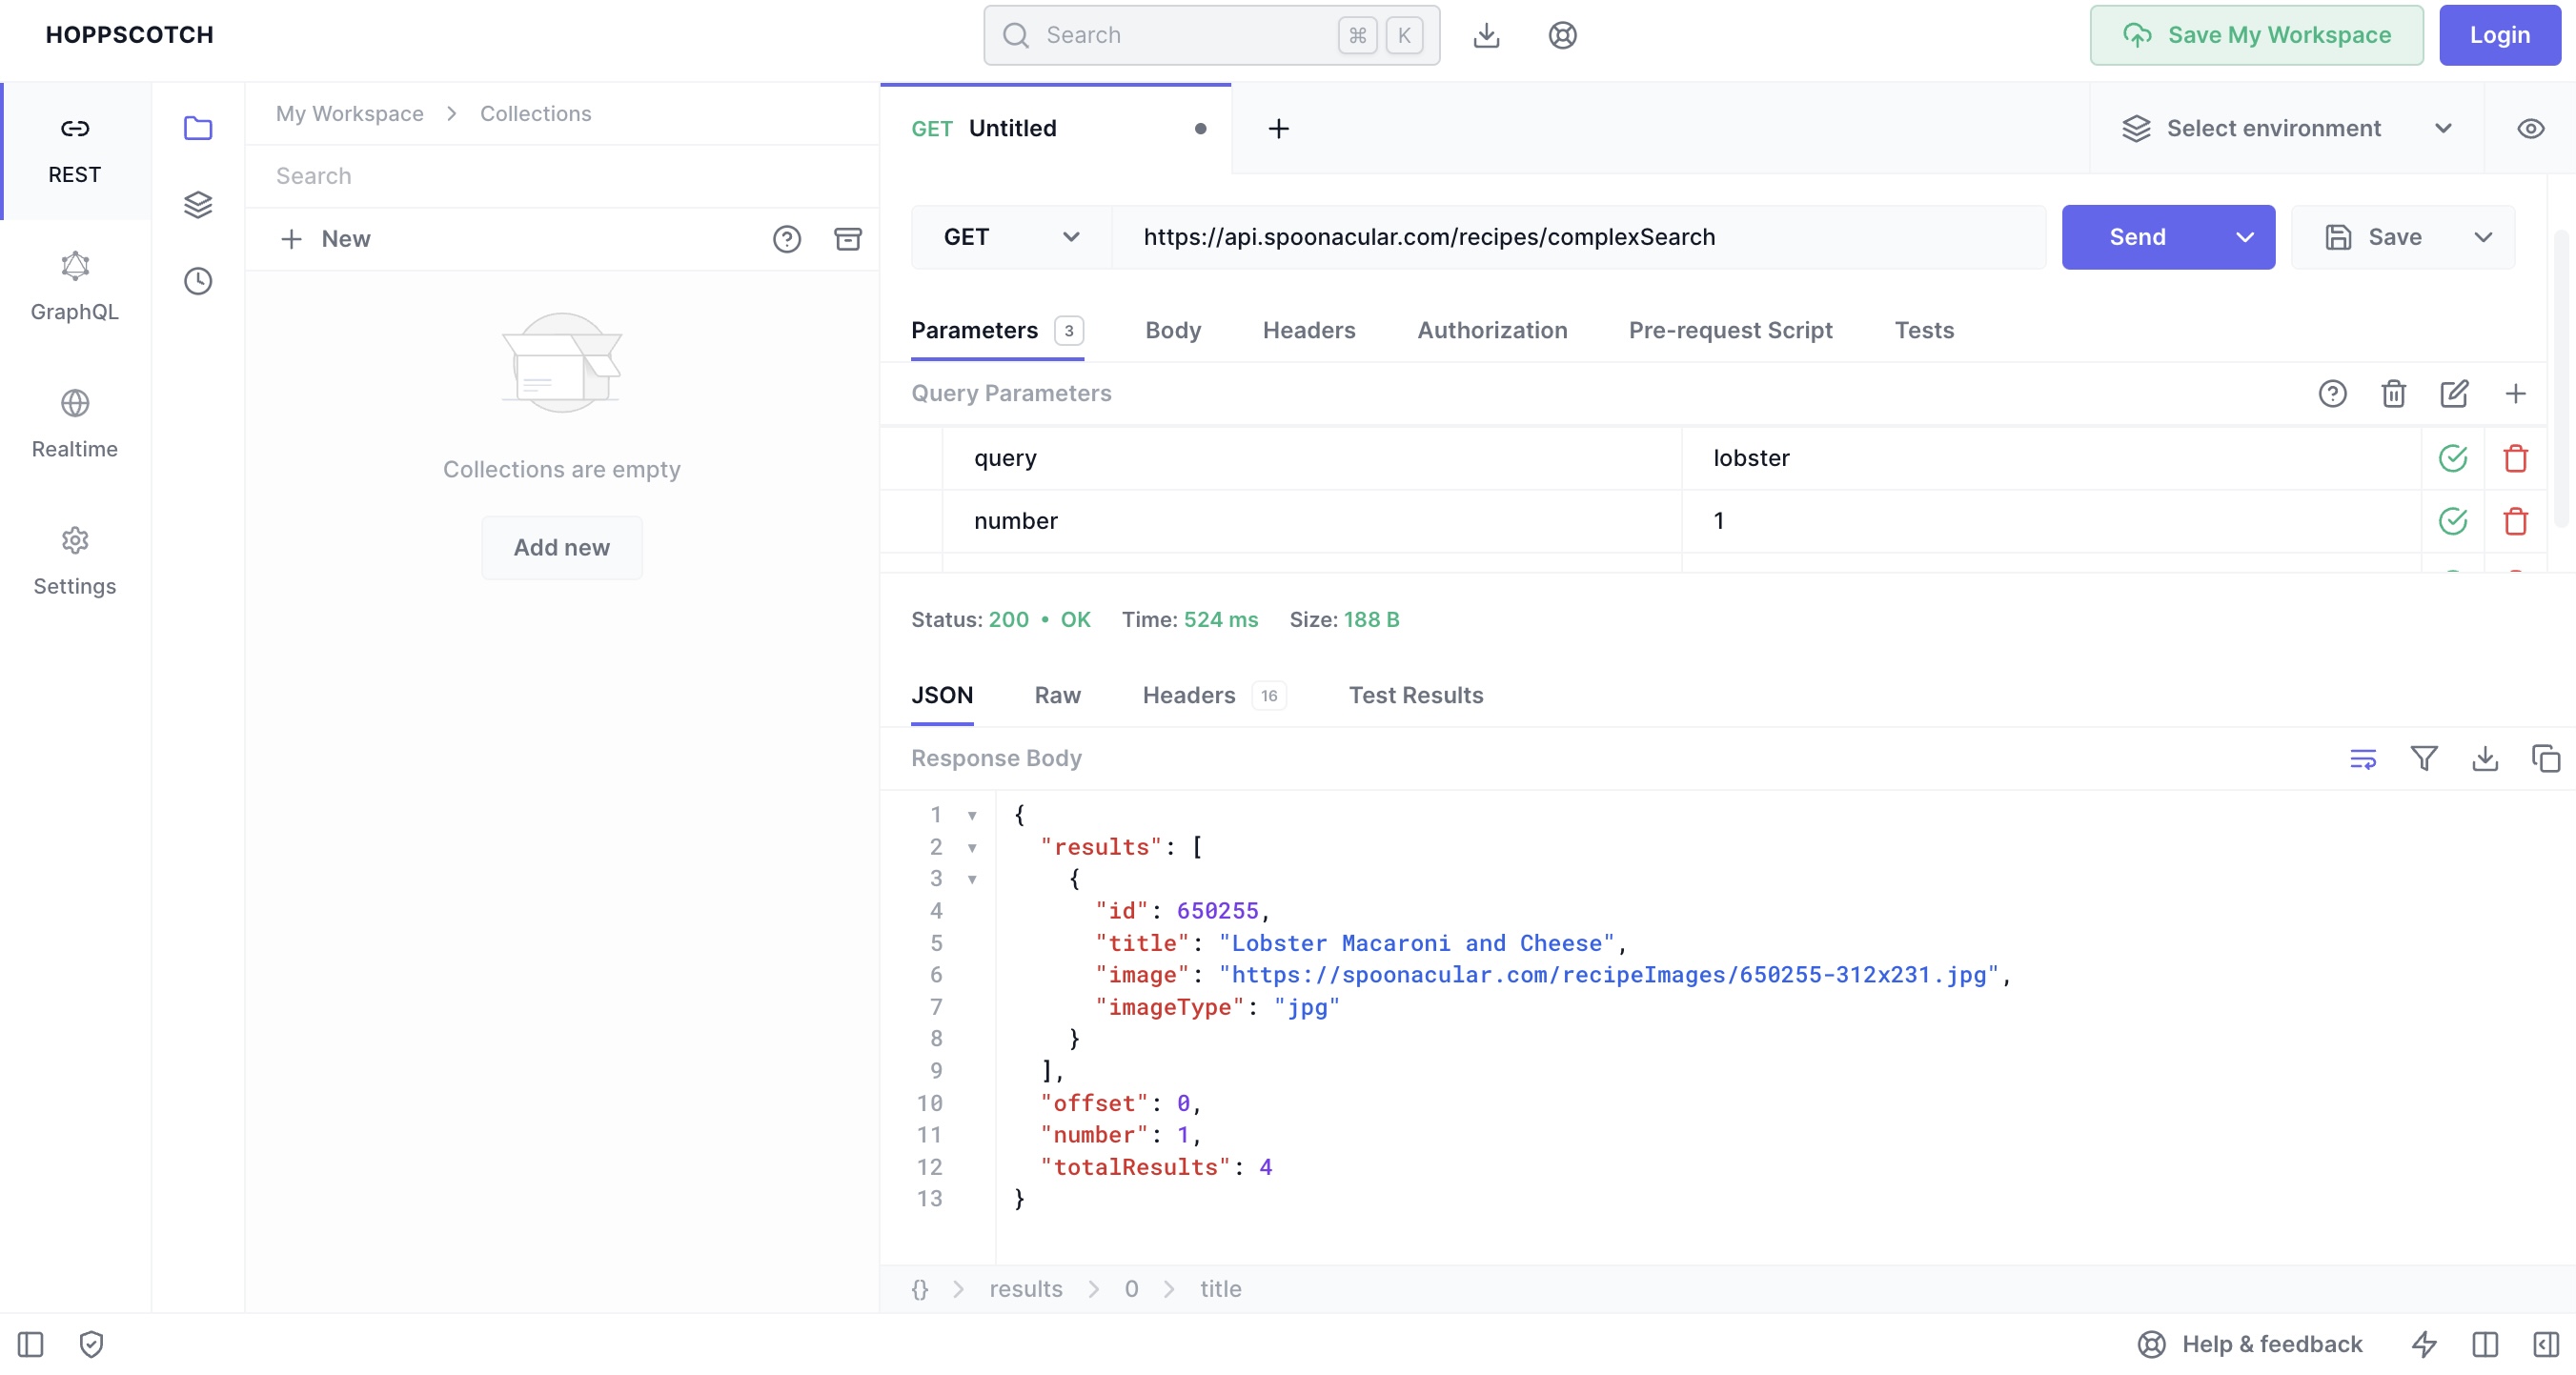 HOPPSCOTCH
Search ⌘ K
Save My Workspace
Login
REST
GraphQL
Realtime
Settings
My Workspace > Collections
Search
+ New
Collections are empty
Add new
GET Untitled
Select environment
GET https://api.spoonacular.com/recipes/complexSearch
Send
Save
Parameters 3 Body Headers Authorization Pre-request Script Tests
Query Parameters
query lobster
number 1
Status: 200 • OK Time: 524 ms Size: 188 B
JSON Raw Headers 16 Test Results
Response Body
1 {
2 "results": [
3 {
4 "id": 650255,
5 "title": "Lobster Macaroni and Cheese",
6 "image": "https://spoonacular.com/recipeImages/650255-312x231.jpg",
7 "imageType": "jpg"
8 }
9 ],
10 "offset": 0,
11 "number": 1,
12 "totalResults": 4
13 }
{} > results > 0 > title
Help & feedback